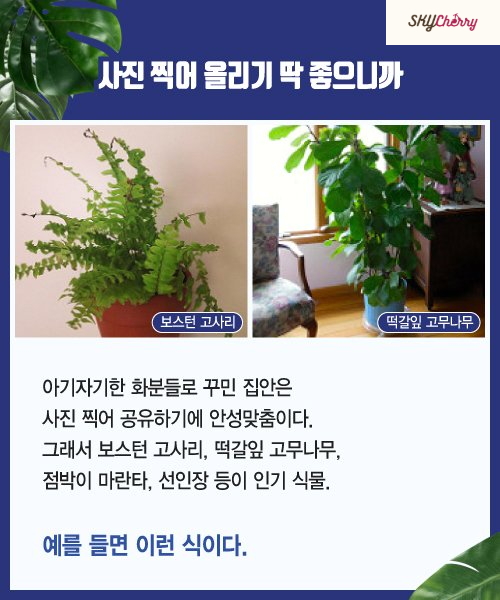 SKYCherry
사진 찍어 올리기 딱 좋으니까
보스턴 고사리
떡갈잎 고무나무
아기자기한 화분들로 꾸민 집안은
사진 찍어 공유하기에 안성맞춤이다.
그래서 보스턴 고사리, 떡갈잎 고무나무,
점박이 마란타, 선인장 등이 인기 식물.
예를 들면 이런 식이다.